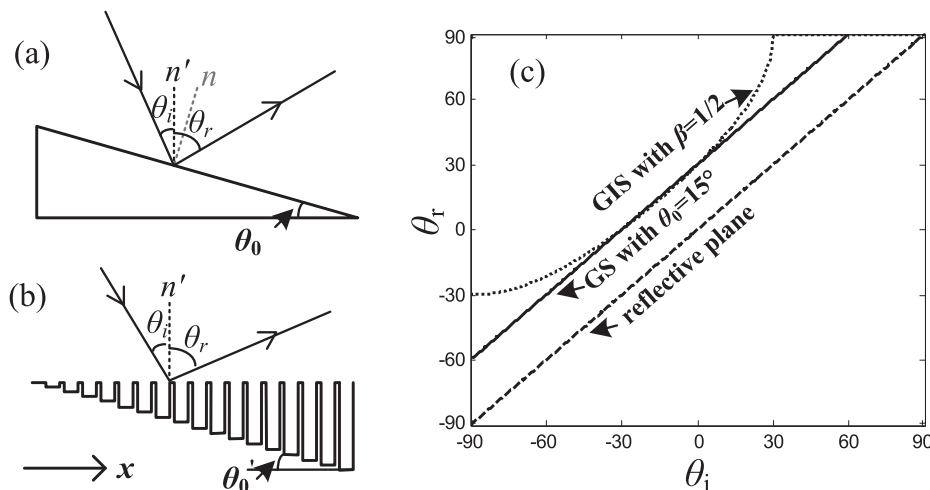 (a)
n′
n
θi
θr
θ0
(b)
n′
θi
θr
θ0′
x
(c)
90
60
30
0
-30
-60
-90
θr
GIS with β=1/2
GS with θ0=15°
reflective plane
-90
-60
-30
0
30
60
90
θi